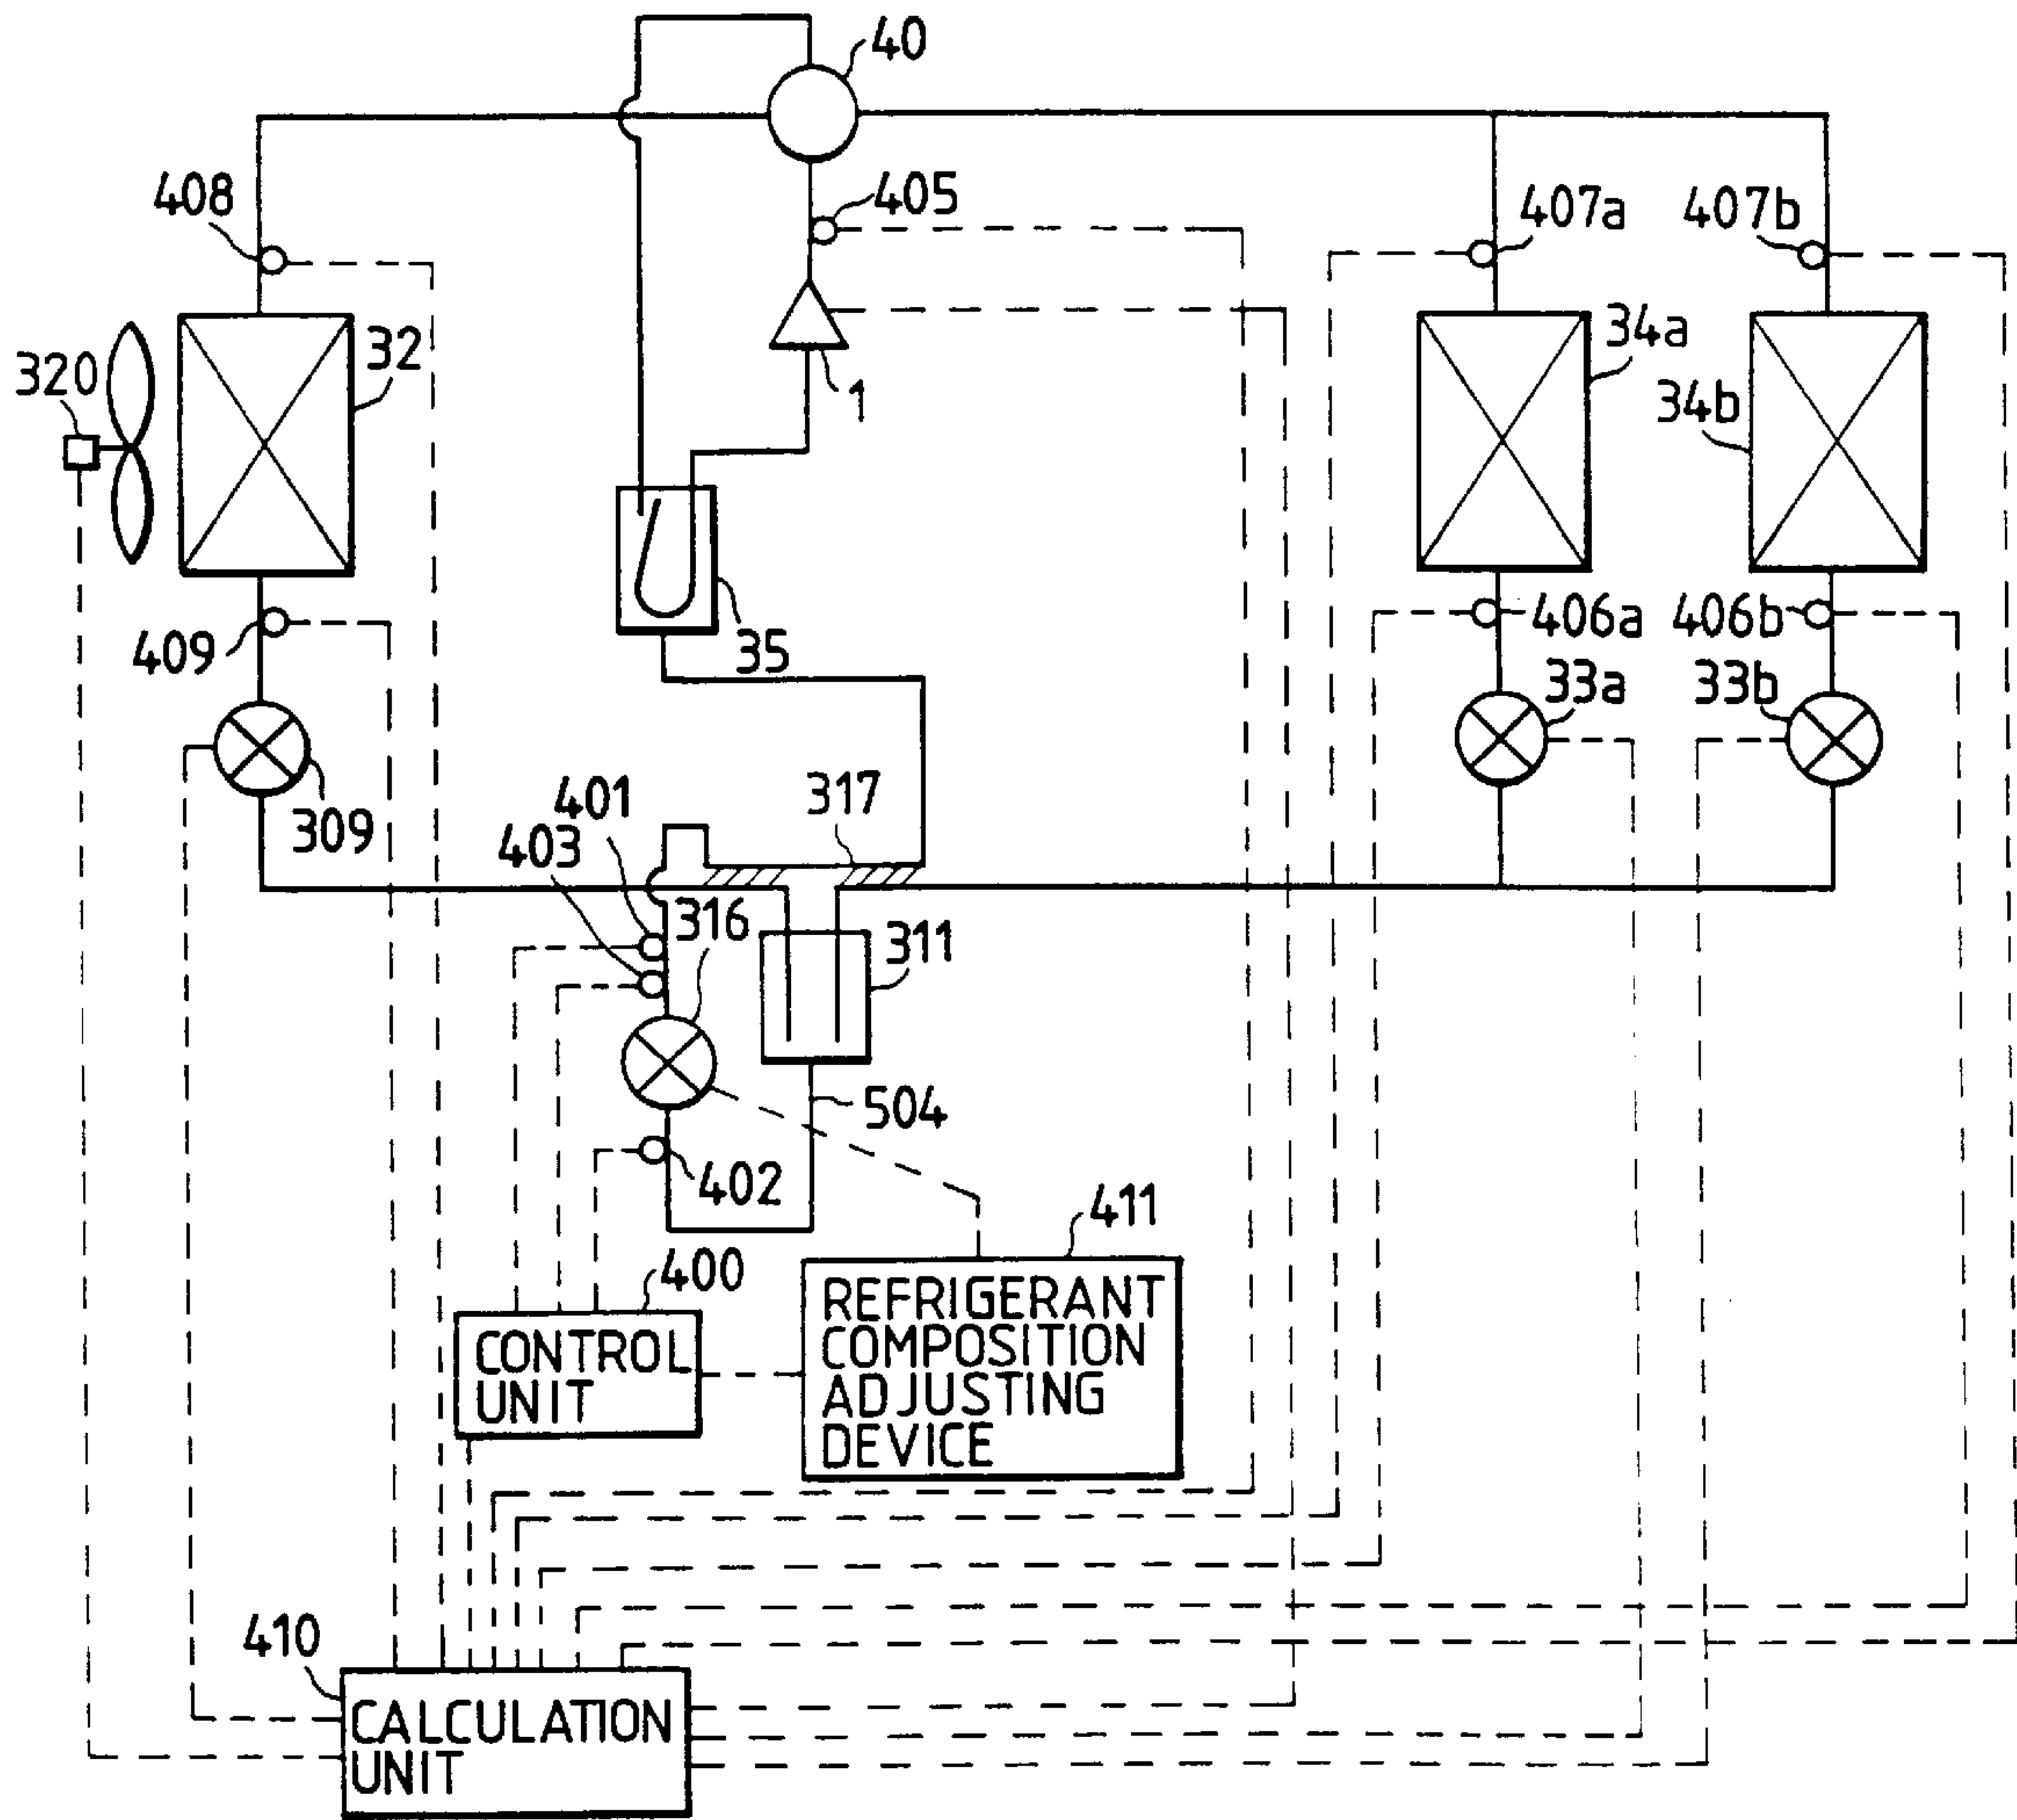 40
408
405
407a
407b
320
32
1
34a
34b
35
409
406a
406b
33a
33b
309
401
317
403
316
311
504
402
411
400
REFRIGERANT
COMPOSITION
ADJUSTING
DEVICE
CONTROL
UNIT
410
CALCULATION
UNIT